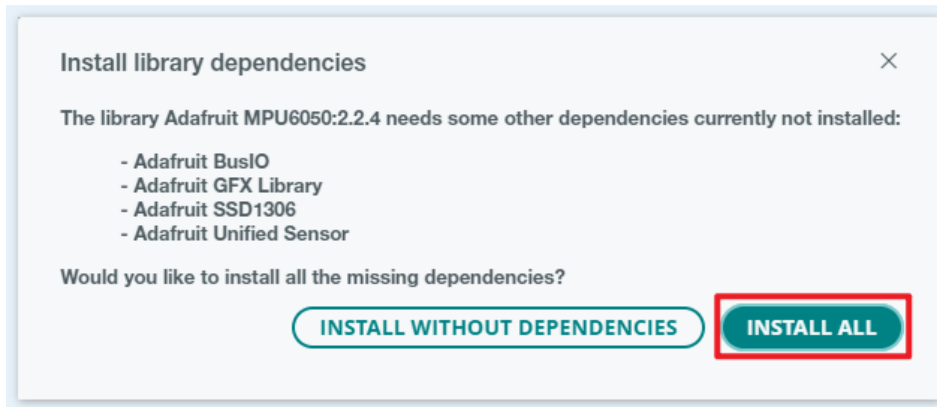 Install library dependencies
The library Adafruit MPU6050:2.2.4 needs some other dependencies currently not installed:
- Adafruit BusIO
- Adafruit GFX Library
- Adafruit SSD1306
- Adafruit Unified Sensor
Would you like to install all the missing dependencies?
INSTALL WITHOUT DEPENDENCIES INSTALL ALL